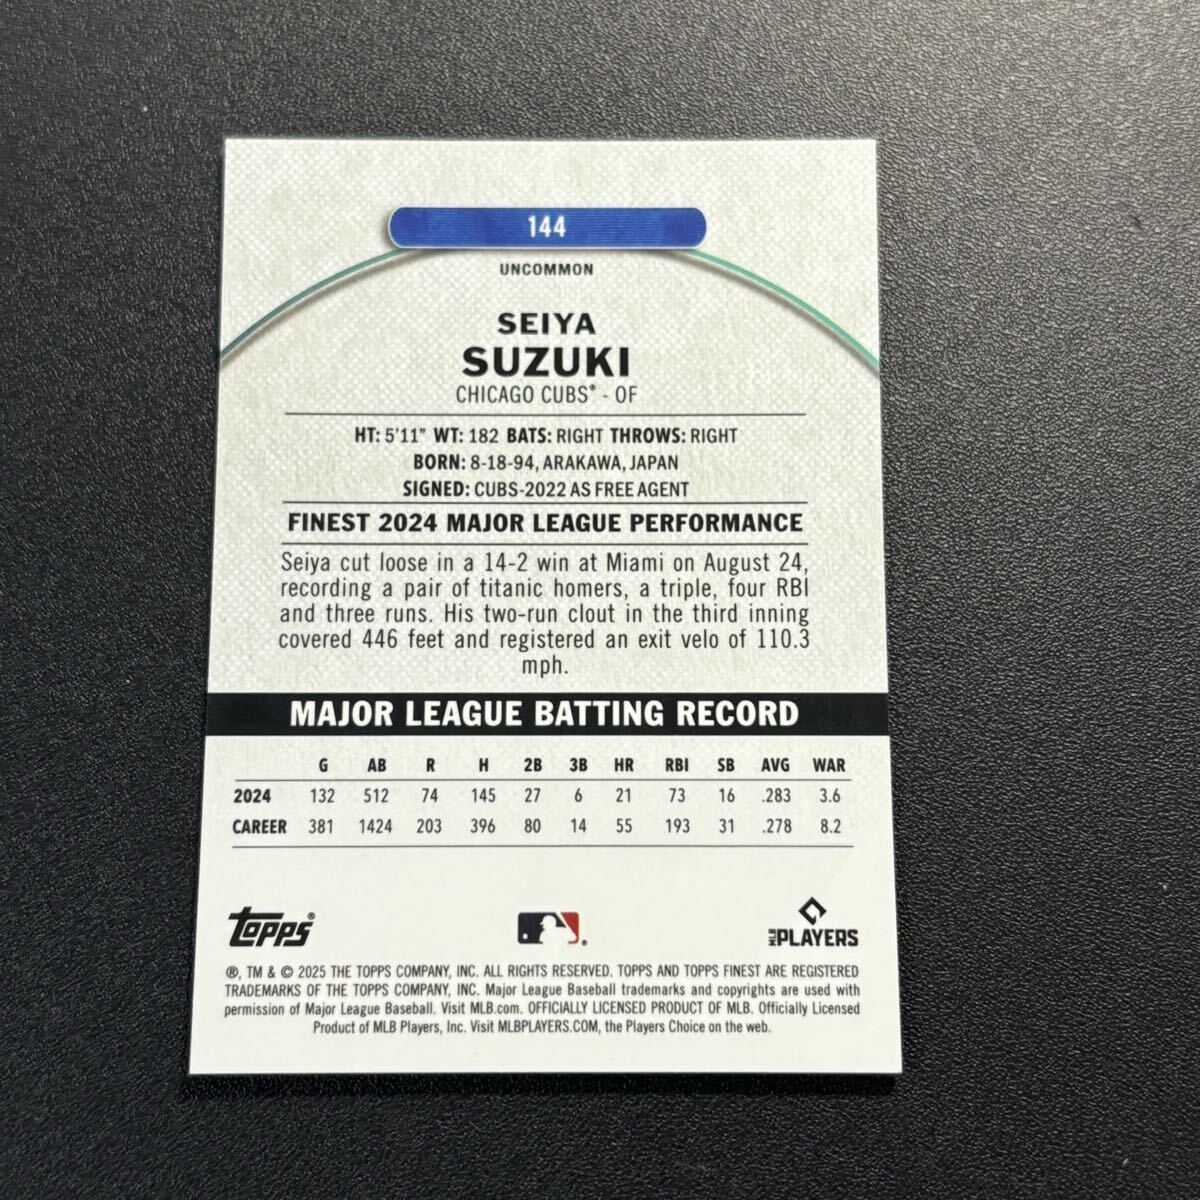 144
UNCOMMON
SEIYA
SUZUKI
CHICAGO CUBS® - OF
HT: 5'11" WT: 182 BATS: RIGHT THROWS: RIGHT
BORN: 8-18-94, ARAKAWA, JAPAN
SIGNED: CUBS-2022 AS FREE AGENT
FINEST 2024 MAJOR LEAGUE PERFORMANCE
Seiya cut loose in a 14-2 win at Miami on August 24,
recording a pair of titanic homers, a triple, four RBI
and three runs. His two-run clout in the third inning
covered 446 feet and registered an exit velo of 110.3
mph.
MAJOR LEAGUE BATTING RECORD
G AB R H 2B 3B HR RBI SB AVG WAR
2024 132 512 74 145 27 6 21 73 16 .283 3.6
CAREER 381 1424 203 396 80 14 55 193 31 .278 8.2
Topps® ® MLB PLAYERS
®, TM & © 2025 THE TOPPS COMPANY, INC. ALL RIGHTS RESERVED. TOPPS AND TOPPS FINEST ARE REGISTERED
TRADEMARKS OF THE TOPPS COMPANY, INC. Major League Baseball trademarks and copyrights are used with
permission of Major League Baseball. Visit MLB.com. OFFICIALLY LICENSED PRODUCT OF MLB. Officially Licensed
Product of MLB Players, Inc. Visit MLBPLAYERS.COM, the Players Choice on the web.